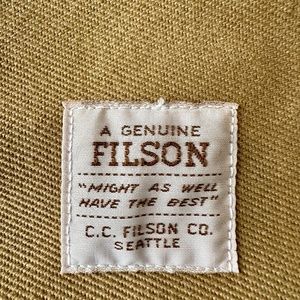 A GENUINE
FILSON
"MIGHT AS WELL
HAVE THE BEST"
C.C. FILSON CO.
SEATTLE